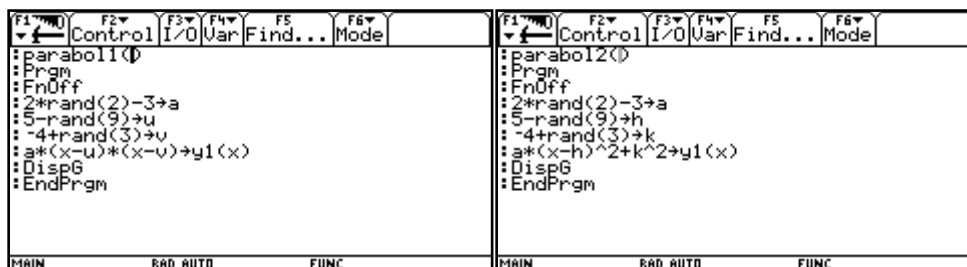 F1▼ F2▼ F3▼ F4▼ F5 F6▼
Control I/O Var Find... Mode
:parabol1()
:Prgm
:FnOff
:2*rand(2)-3→a
:5-rand(9)→u
:⁻4+rand(3)→v
:a*(x-u)*(x-v)→y1(x)
:DispG
:EndPrgm
MAIN RAD AUTO FUNC
F1▼ F2▼ F3▼ F4▼ F5 F6▼
Control I/O Var Find... Mode
:parabol2()
:Prgm
:FnOff
:2*rand(2)-3→a
:5-rand(9)→h
:⁻4+rand(3)→k
:a*(x-h)^2+k^2→y1(x)
:DispG
:EndPrgm
MAIN RAD AUTO FUNC